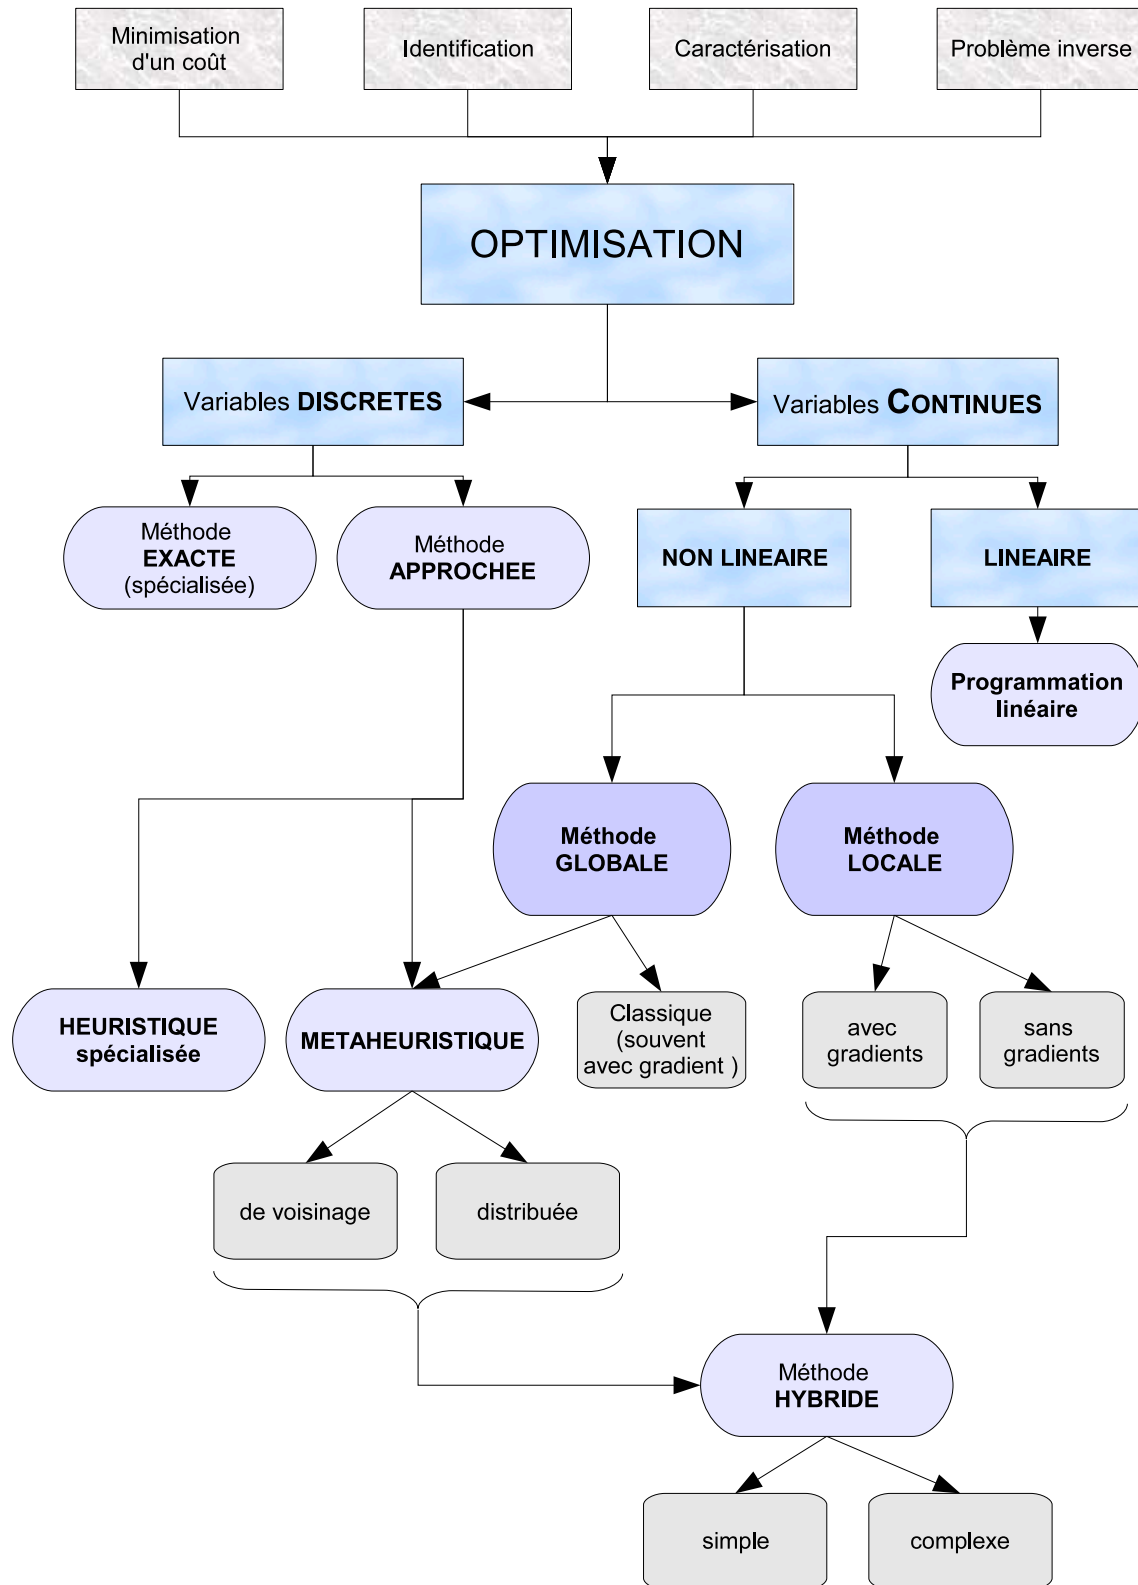 Minimisation
d'un coût
Identification
Caractérisation
Problème inverse
OPTIMISATION
Variables DISCRETES
Variables CONTINUES
Méthode
EXACTE
(spécialisée)
Méthode
APPROCHEE
NON LINEAIRE
LINEAIRE
Programmation
linéaire
Méthode
GLOBALE
Méthode
LOCALE
HEURISTIQUE
spécialisée
METAHEURISTIQUE
Classique
(souvent
avec gradient )
avec
gradients
sans
gradients
de voisinage
distribuée
Méthode
HYBRIDE
simple
complexe